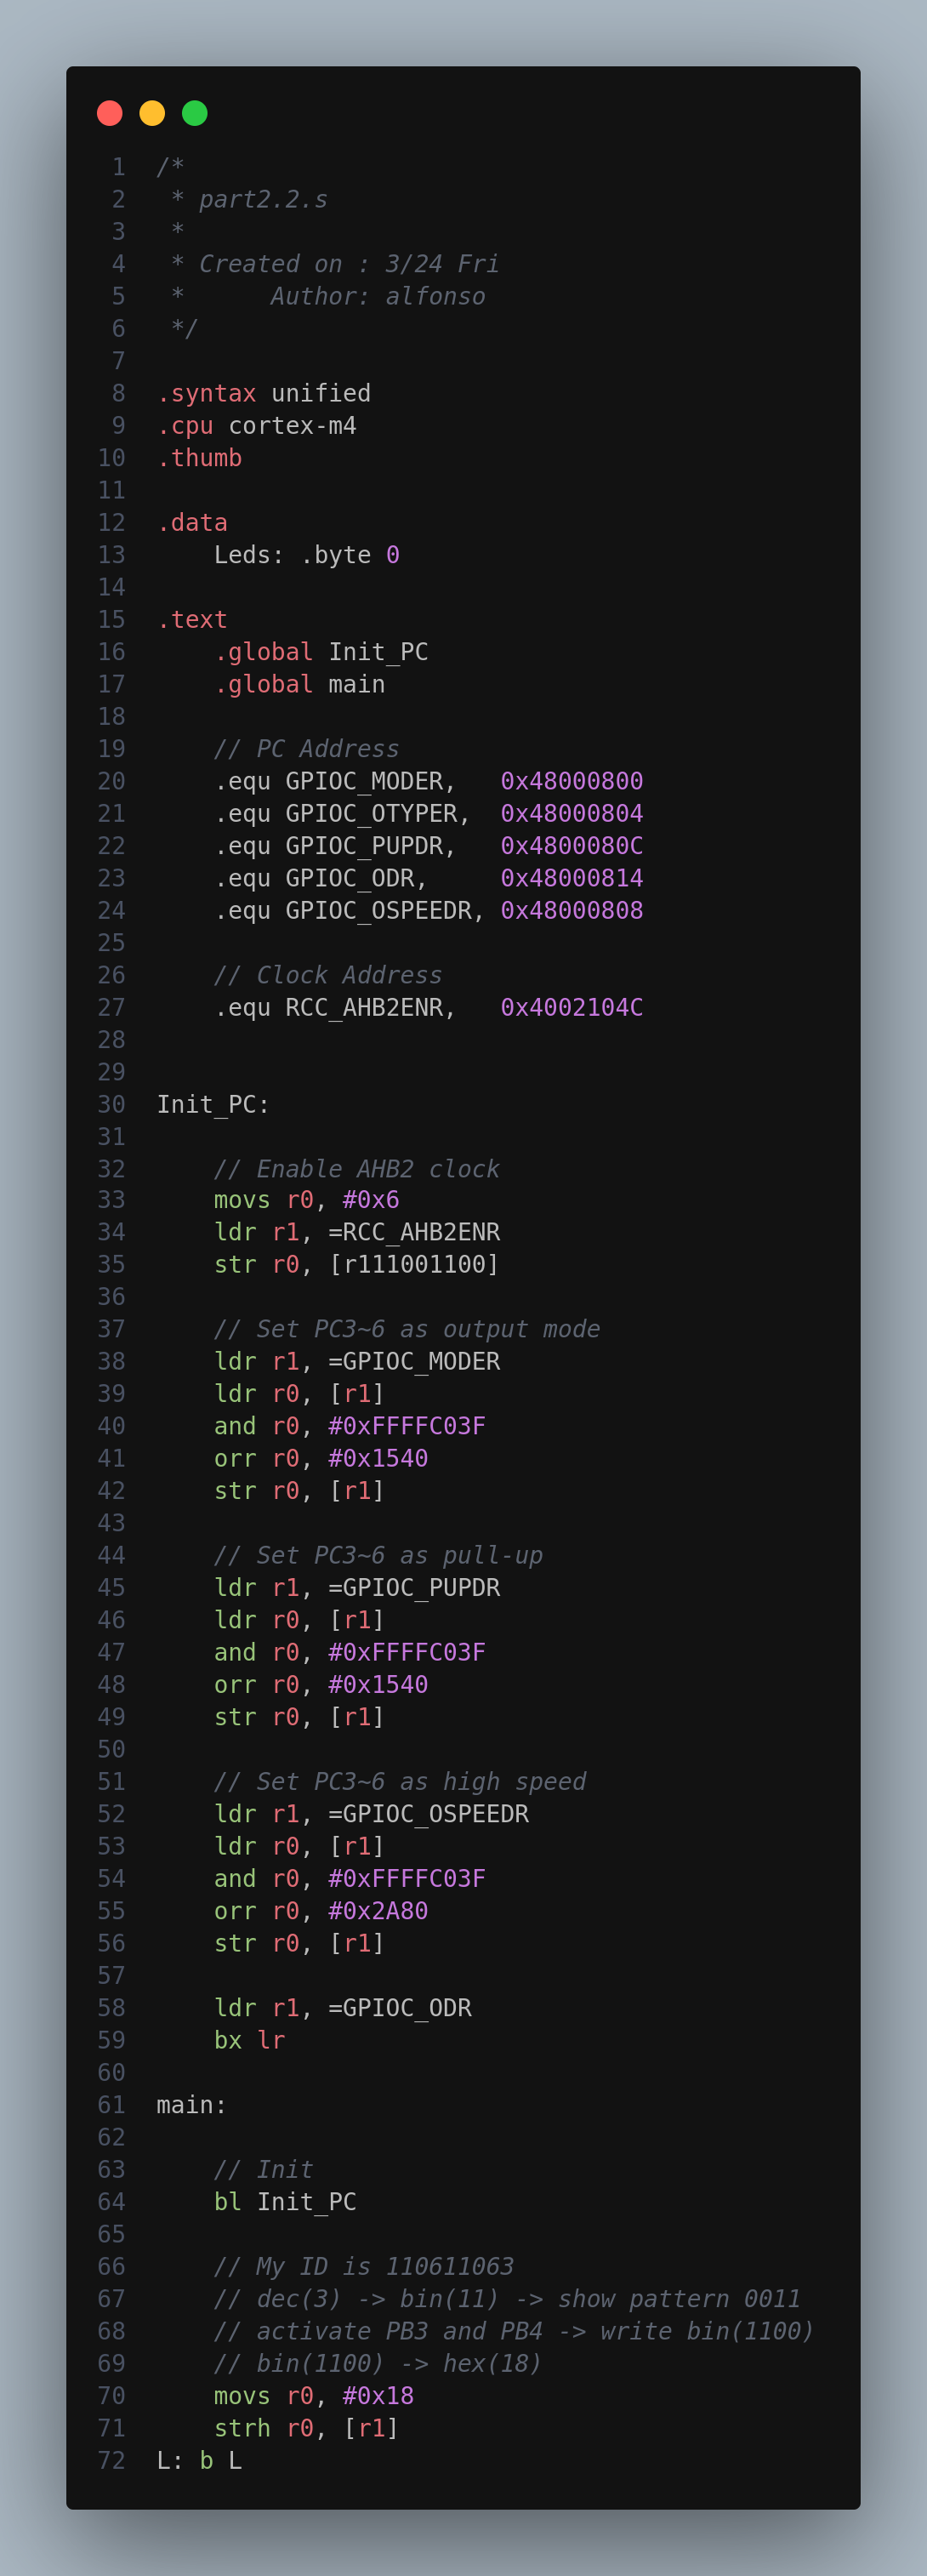 1 /*
2  * part2.2.s
3  *
4  * Created on : 3/24 Fri
5  *      Author: alfonso
6  */
7
8 .syntax unified
9 .cpu cortex-m4
10 .thumb
11
12 .data
13     Leds: .byte 0
14
15 .text
16     .global Init_PC
17     .global main
18
19     // PC Address
20     .equ GPIOC_MODER,   0x48000800
21     .equ GPIOC_OTYPER,  0x48000804
22     .equ GPIOC_PUPDR,   0x4800080C
23     .equ GPIOC_ODR,     0x48000814
24     .equ GPIOC_OSPEEDR, 0x48000808
25
26     // Clock Address
27     .equ RCC_AHB2ENR,   0x4002104C
28
29
30 Init_PC:
31
32     // Enable AHB2 clock
33     movs r0, #0x6
34     ldr r1, =RCC_AHB2ENR
35     str r0, [r111001100]
36
37     // Set PC3~6 as output mode
38     ldr r1, =GPIOC_MODER
39     ldr r0, [r1]
40     and r0, #0xFFFFC03F
41     orr r0, #0x1540
42     str r0, [r1]
43
44     // Set PC3~6 as pull-up
45     ldr r1, =GPIOC_PUPDR
46     ldr r0, [r1]
47     and r0, #0xFFFFC03F
48     orr r0, #0x1540
49     str r0, [r1]
50
51     // Set PC3~6 as high speed
52     ldr r1, =GPIOC_OSPEEDR
53     ldr r0, [r1]
54     and r0, #0xFFFFC03F
55     orr r0, #0x2A80
56     str r0, [r1]
57
58     ldr r1, =GPIOC_ODR
59     bx lr
60
61 main:
62
63     // Init
64     bl Init_PC
65
66     // My ID is 110611063
67     // dec(3) -> bin(11) -> show pattern 0011
68     // activate PB3 and PB4 -> write bin(1100)
69     // bin(1100) -> hex(18)
70     movs r0, #0x18
71     strh r0, [r1]
72 L: b L